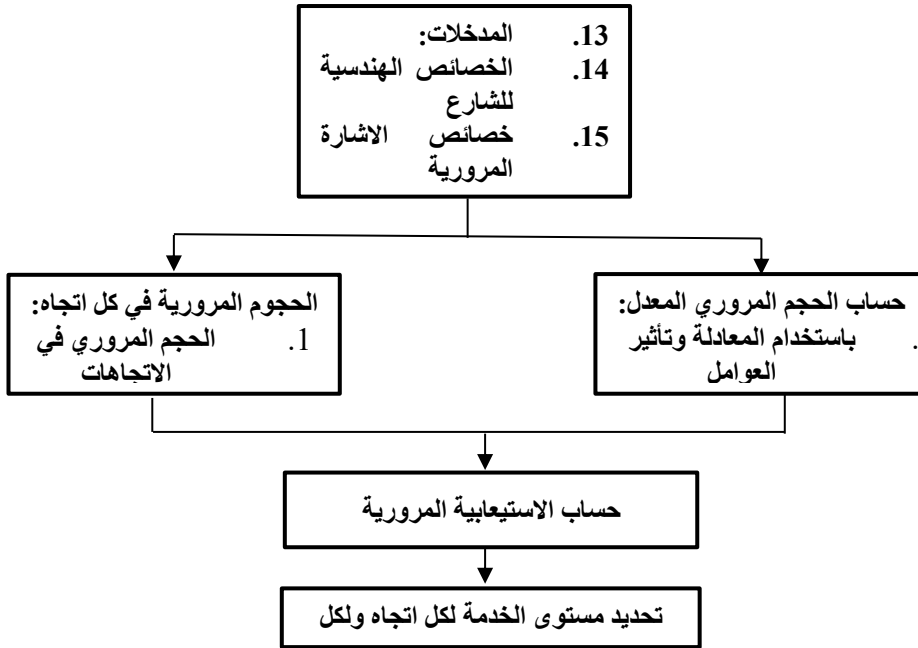 13. المدخلات:
14. الخصائص الهندسية
للشارع
15. خصائص الاشارة
المرورية
الحجوم المرورية في كل اتجاه:
1. الحجم المروري في
الاتجاهات
حساب الحجم المروري المعدل:
. باستخدام المعادلة وتأثير
العوامل
حساب الاستيعابية المرورية
تحديد مستوى الخدمة لكل اتجاه ولكل